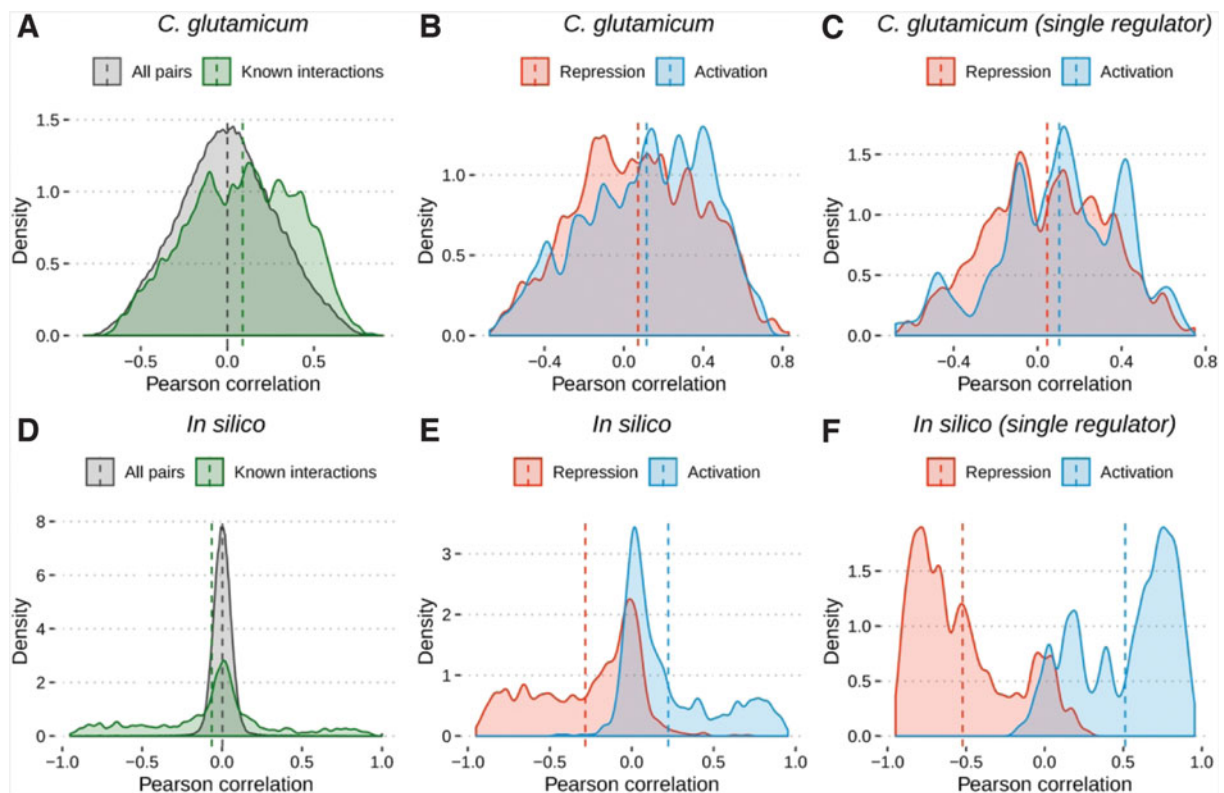 A C. glutamicum
All pairs Known interactions
1.5
1.0
0.5
0.0
Density
−0.5 0.0 0.5
Pearson correlation
B C. glutamicum
Repression Activation
1.0
0.5
0.0
Density
−0.4 0.0 0.4 0.8
Pearson correlation
C C. glutamicum (single regulator)
Repression Activation
1.5
1.0
0.5
0.0
Density
−0.4 0.0 0.4 0.8
Pearson correlation
D In silico
All pairs Known interactions
8
6
4
2
0
Density
−1.0 −0.5 0.0 0.5 1.0
Pearson correlation
E In silico
Repression Activation
3
2
1
0
Density
−1.0 −0.5 0.0 0.5 1.0
Pearson correlation
F In silico (single regulator)
Repression Activation
1.5
1.0
0.5
0.0
Density
−1.0 −0.5 0.0 0.5 1.0
Pearson correlation